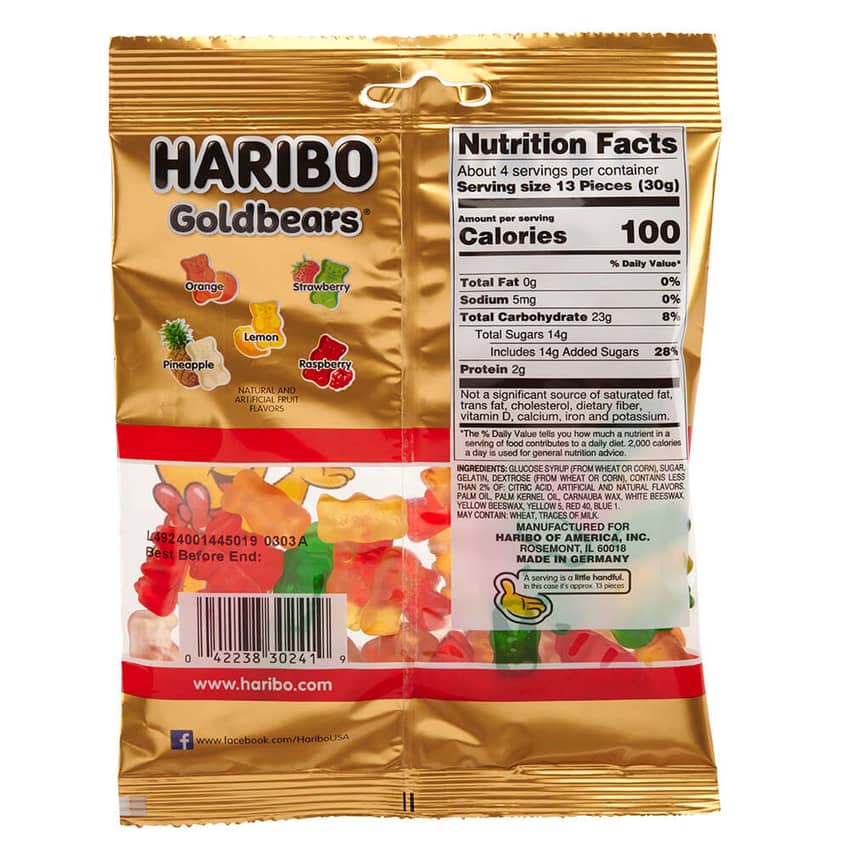 HARIBO
Goldbears®
Orange
Strawberry
Lemon
Pineapple
Raspberry
NATURAL AND
ARTIFICIAL FRUIT
FLAVORS
Nutrition Facts
About 4 servings per container
Serving size 13 Pieces (30g)
Amount per serving
Calories 100
% Daily Value*
Total Fat 0g 0%
Sodium 5mg 0%
Total Carbohydrate 23g 8%
Total Sugars 14g
Includes 14g Added Sugars 28%
Protein 2g
Not a significant source of saturated fat,
trans fat, cholesterol, dietary fiber,
vitamin D, calcium, iron and potassium.
*The % Daily Value tells you how much a nutrient in a
serving of food contributes to a daily diet. 2,000 calories
a day is used for general nutrition advice.
INGREDIENTS: GLUCOSE SYRUP (FROM WHEAT OR CORN), SUGAR,
GELATIN, DEXTROSE (FROM WHEAT OR CORN), CONTAINS LESS
THAN 2% OF: CITRIC ACID, ARTIFICIAL AND NATURAL FLAVORS,
PALM OIL, PALM KERNEL OIL, CARNAUBA WAX, WHITE BEESWAX,
YELLOW BEESWAX, YELLOW 5, RED 40, BLUE 1.
MAY CONTAIN: WHEAT, TRACES OF MILK.
MANUFACTURED FOR
HARIBO OF AMERICA, INC.
ROSEMONT, IL 60018
MADE IN GERMANY
A serving is a little handful.
In this case it's approx. 13 pieces
L4924001445019 0303A
Best Before End:
0 42238 30241 9
www.haribo.com
f www.facebook.com/HariboUSA